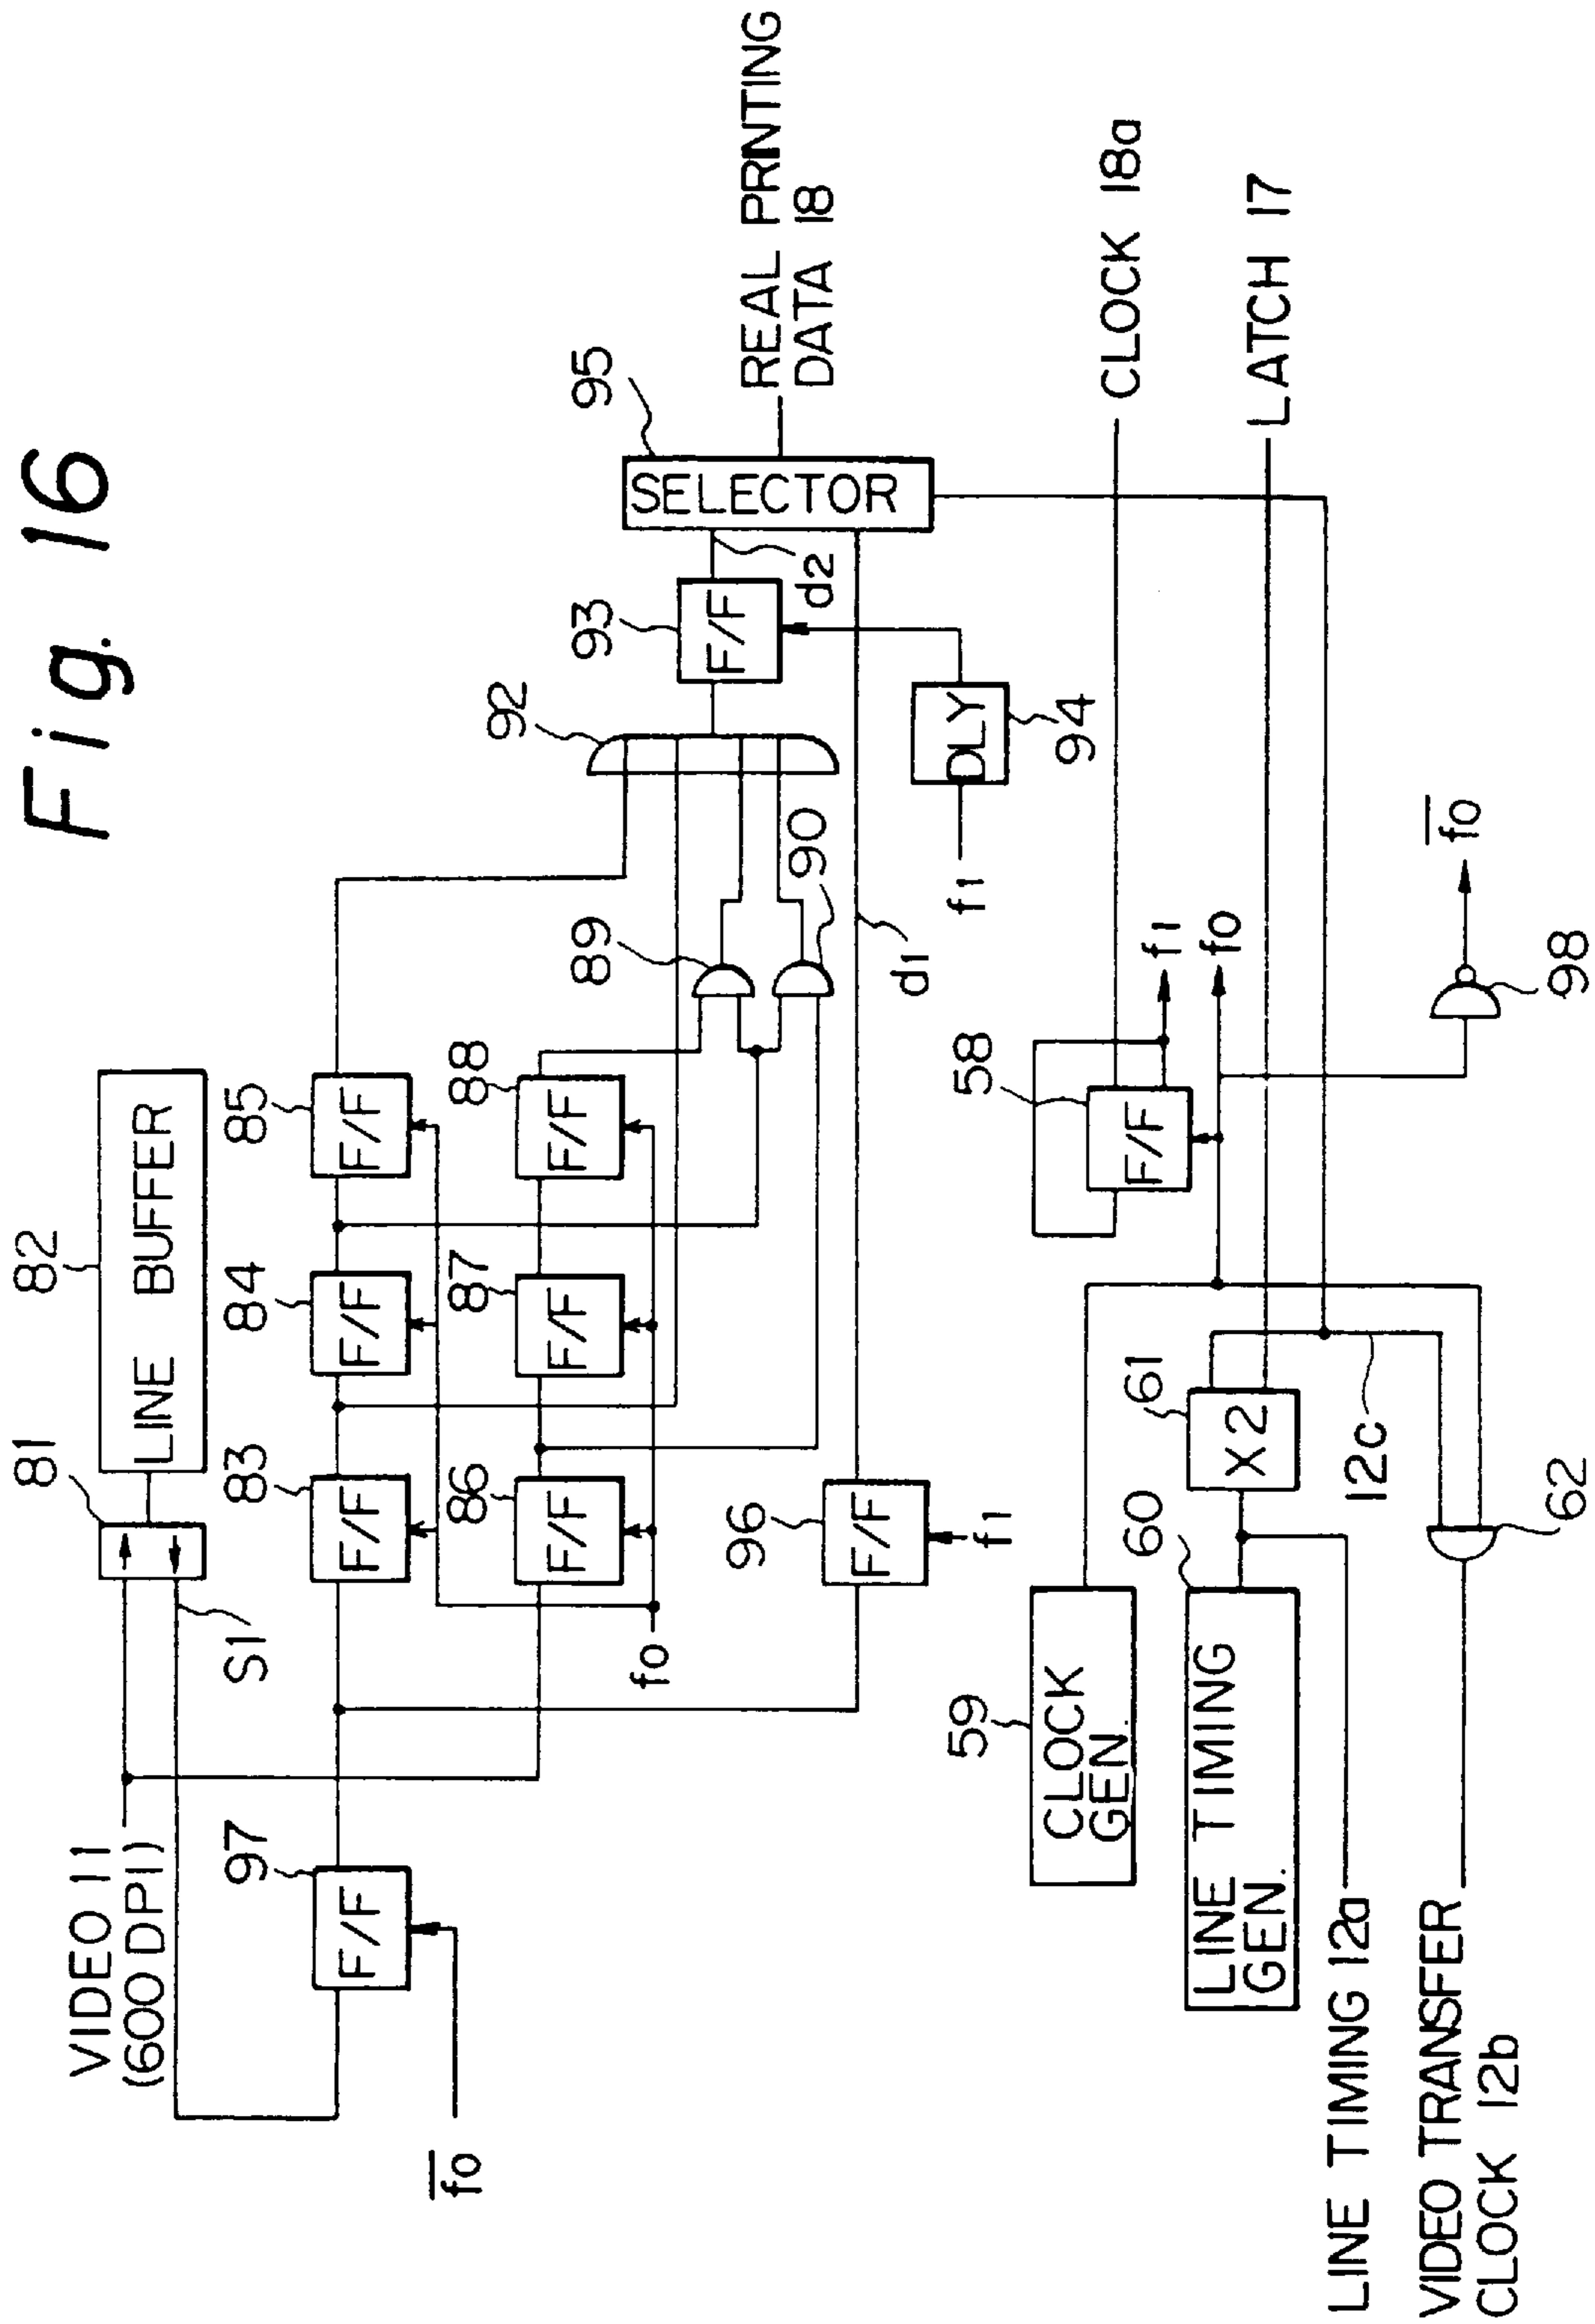 Fig. 16
82
LINE BUFFER
81
S1
VIDEO 11
(600 DPI)
97
F/F
f0
83
F/F
84
F/F
85
F/F
86
F/F
87
F/F
88
F/F
f0
89
90
92
93
F/F
d2
95
SELECTOR
REAL PRINTING
DATA 18
DLY
94
f1
d1
96
F/F
f1
59
CLOCK
GEN.
58
F/F
f1
f0
CLOCK 18a
LATCH 17
60
LINE TIMING
GEN.
61
X2
12c
62
98
f0
LINE TIMING 12a
VIDEO TRANSFER
CLOCK 12b